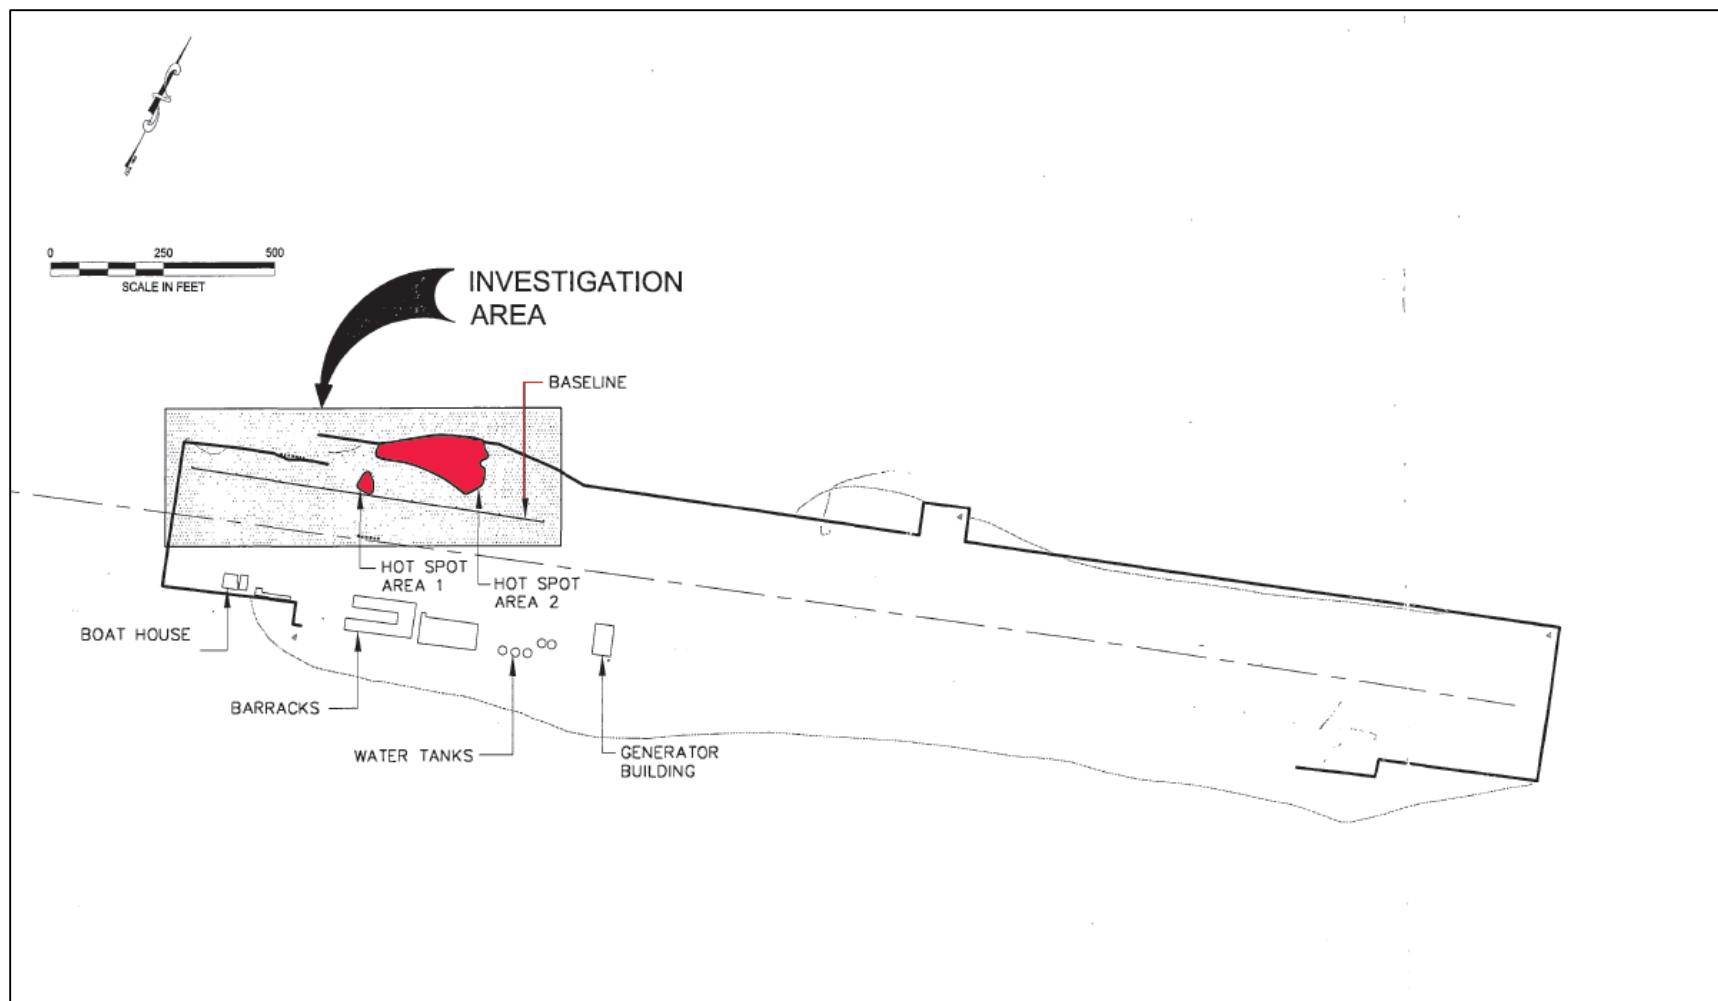 0 250 500
SCALE IN FEET
INVESTIGATION
AREA
BASELINE
HOT SPOT
AREA 1
HOT SPOT
AREA 2
BOAT HOUSE
BARRACKS
WATER TANKS
GENERATOR
BUILDING